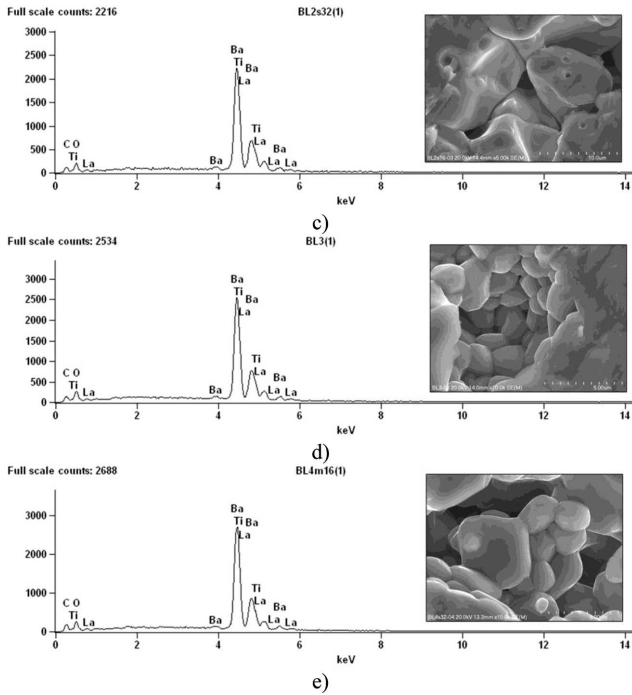 Full scale counts: 2216 BL2s32(1)
3000
2500
2000
1500
1000
500
0
Ba
Ti Ba
La
Ti
C O
Ti La
Ba
La
Ba
La
0 2 4 6 8 10 12 14
keV
10.0um
c)
Full scale counts: 2534 BL3(1)
3000
2500
2000
1500
1000
500
0
Ba
Ti Ba
La
Ti
C O
Ti La
Ba
La
Ba
La
0 2 4 6 8 10 12 14
keV
5.00um
d)
Full scale counts: 2688 BL4m16(1)
3000
2000
1000
0
Ba
Ti Ba
La
Ti
C O
Ti La
Ba
La
Ba
La
0 2 4 6 8 10 12 14
keV
e)